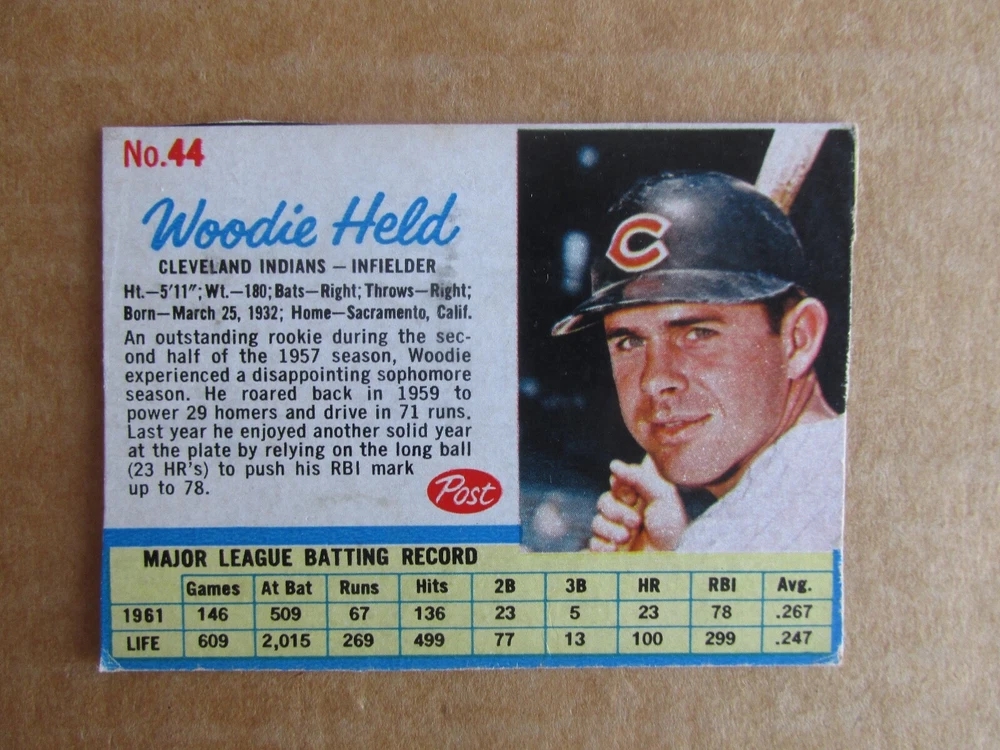 No.44
Woodie Held
CLEVELAND INDIANS – INFIELDER
Ht.–5'11"; Wt.–180; Bats–Right; Throws–Right;
Born–March 25, 1932; Home–Sacramento, Calif.
An outstanding rookie during the sec-
ond half of the 1957 season, Woodie
experienced a disappointing sophomore
season. He roared back in 1959 to
power 29 homers and drive in 71 runs.
Last year he enjoyed another solid year
at the plate by relying on the long ball
(23 HR's) to push his RBI mark
up to 78.
Post
C
MAJOR LEAGUE BATTING RECORD
Games At Bat Runs Hits 2B 3B HR RBI Avg.
1961 146 509 67 136 23 5 23 78 .267
LIFE 609 2,015 269 499 77 13 100 299 .247